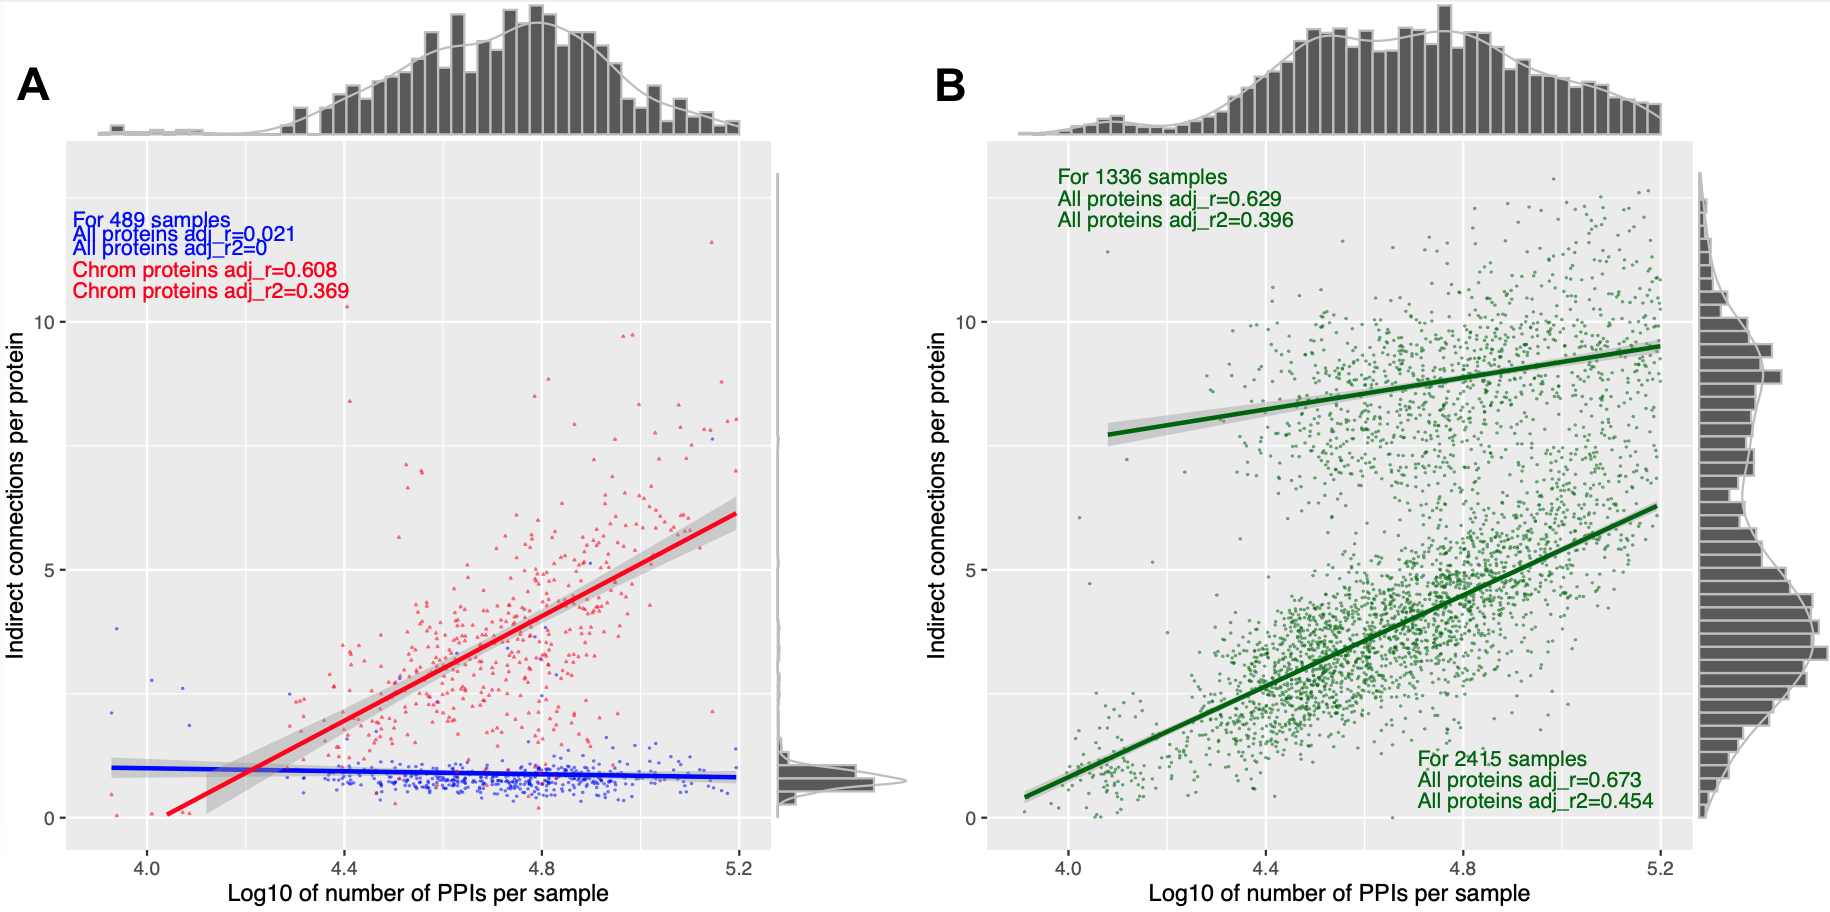 A
For 489 samples
All proteins adj_r=0.021
All proteins adj_r2=0
Chrom proteins adj_r=0.608
Chrom proteins adj_r2=0.369
Indirect connections per protein
10
5
0
4.0 4.4 4.8 5.2
Log10 of number of PPIs per sample
B
For 1336 samples
All proteins adj_r=0.629
All proteins adj_r2=0.396
Indirect connections per protein
10
5
0
For 2415 samples
All proteins adj_r=0.673
All proteins adj_r2=0.454
4.0 4.4 4.8 5.2
Log10 of number of PPIs per sample